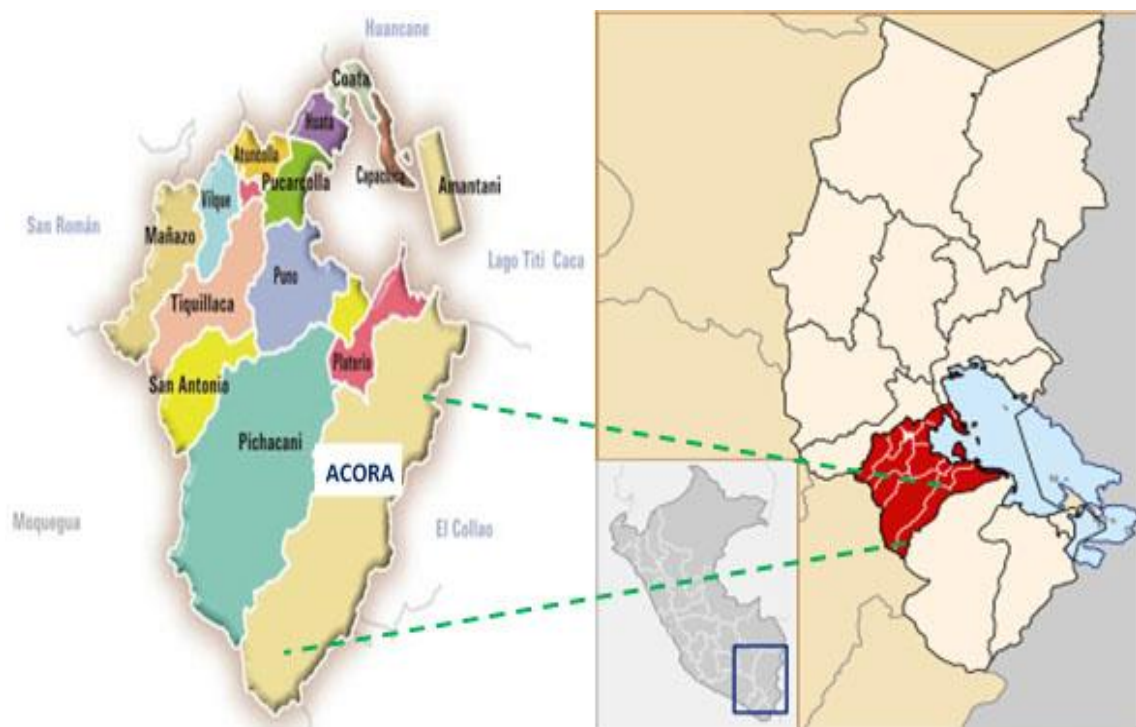 Huancane
Coata
Huata
Atuncolla
Pucarcolla
Capachica
Amantani
Vilque
San Román
Mañazo
Lago Titi Caca
Puno
Tiquillaca
Plateria
San Antonio
Pichacani
ACORA
Moquegua
El Collao